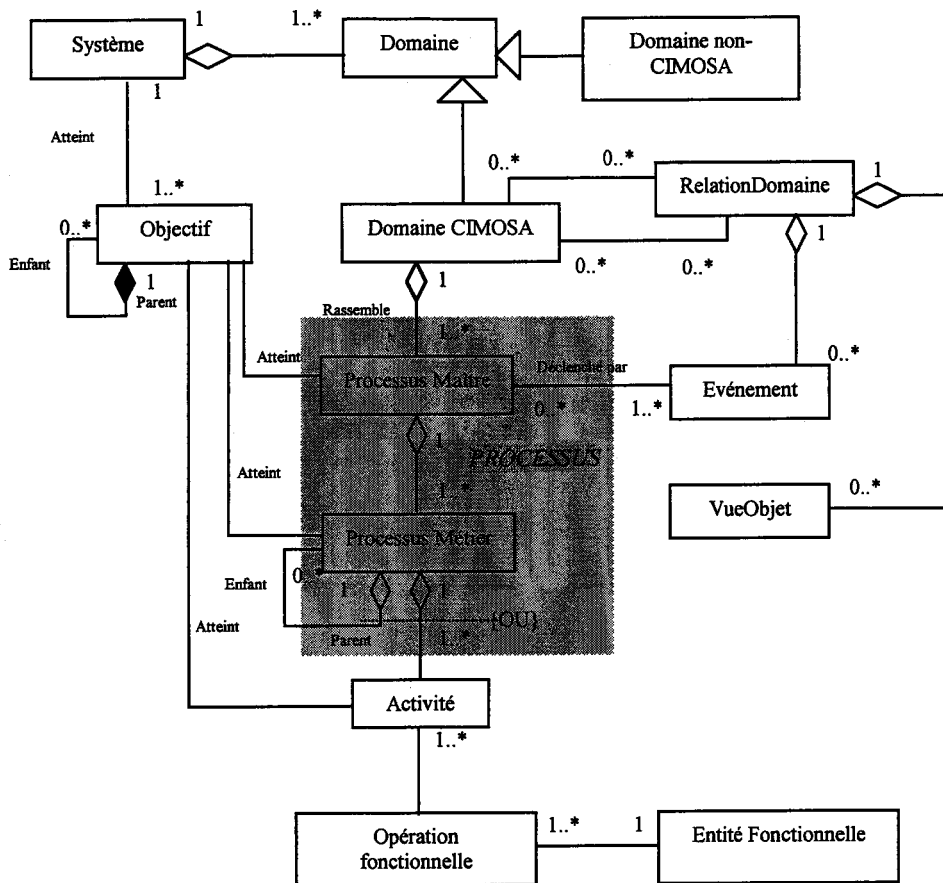 1
1..*
Système
Domaine
Domaine non-
CIMOSA
1
Atteint
0..*
0..*
1
1..*
RelationDomaine
0..*
Objectif
Domaine CIMOSA
1
Enfant
1
1
0..*
0..*
Parent
Rassemble
1..*
0..*
Atteint
Déclenché par
Processus Maître
Evénement
0..*
1..*
1
PROCESSUS
Atteint
1..*
0..*
VueObjet
Processus Métier
Enfant
0..*
1
1
Atteint
{OU}
Parent
1..*
Activité
1..*
1..*
1
Opération
fonctionnelle
Entité Fonctionnelle